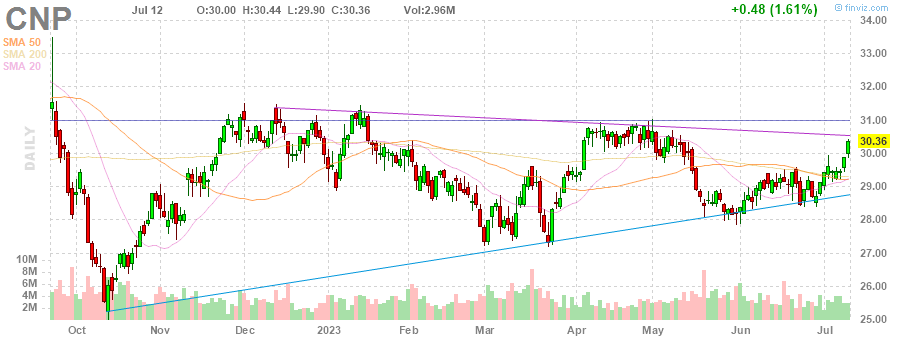 CNP Jul 12 O:30.00 H:30.44 L:29.90 C:30.36 Vol:2.96M +0.48 (1.61%) © finviz.com
SMA 50
SMA 200
SMA 20
DAILY
34.00
33.00
32.00
31.00
30.36
30.00
29.00
28.00
27.00
26.00
25.00
10M
8M
6M
4M
2M
Oct Nov Dec 2023 Feb Mar Apr May Jun Jul